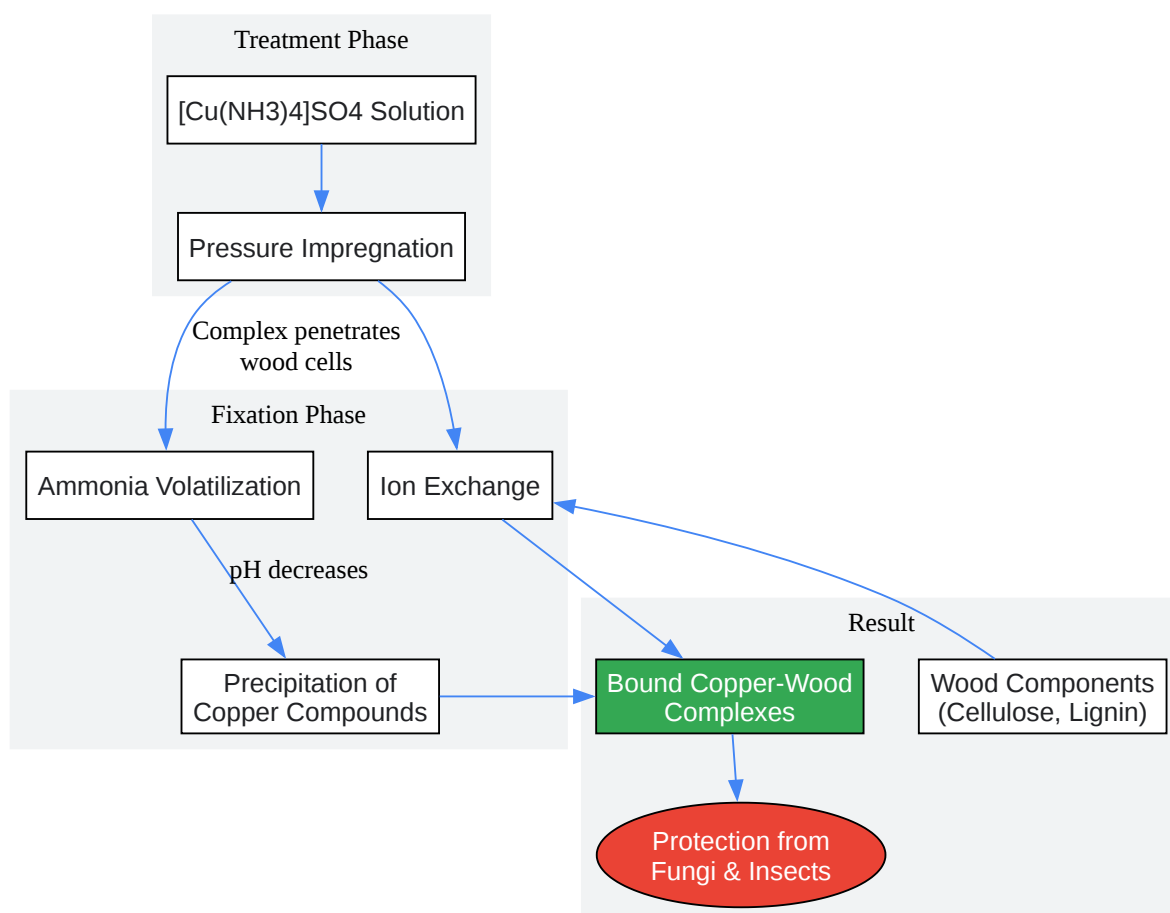 Treatment Phase
[Cu(NH3)4]SO4 Solution
Pressure Impregnation
Complex penetrates
wood cells
Fixation Phase
Ammonia Volatilization
Ion Exchange
pH decreases
Result
Precipitation of
Copper Compounds
Bound Copper-Wood
Complexes
Wood Components
(Cellulose, Lignin)
Protection from
Fungi & Insects